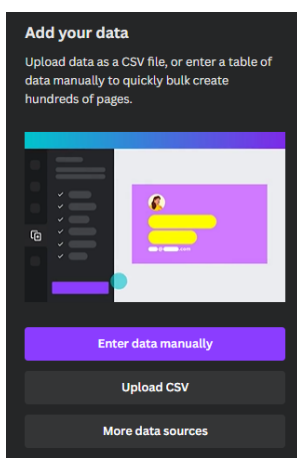 Add your data
Upload data as a CSV file, or enter a table of
data manually to quickly bulk create
hundreds of pages.
Enter data manually
Upload CSV
More data sources